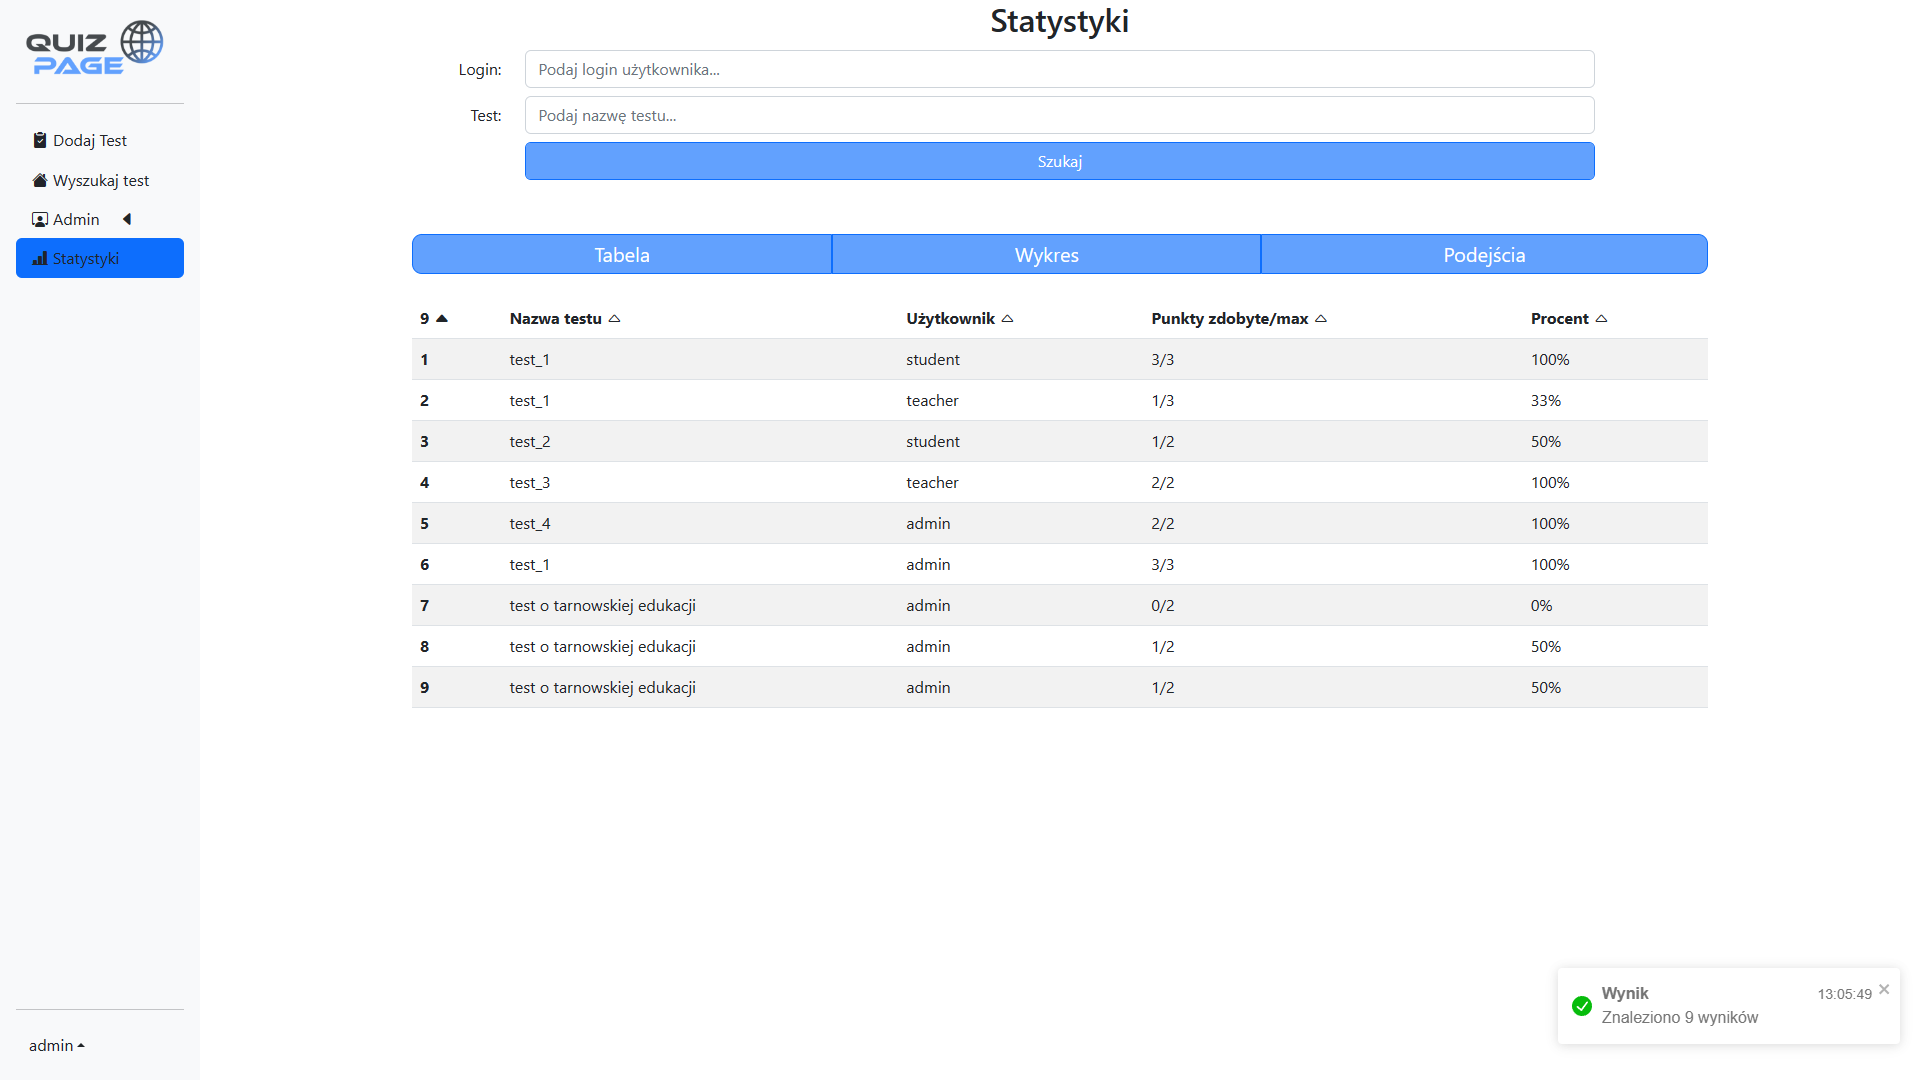 QUIZ
PAGE
Dodaj Test
Wyszukaj test
Admin
Statystyki
admin
Statystyki
Login: Podaj login użytkownika...
Test: Podaj nazwę testu...
Szukaj
Tabela Wykres Podejścia
9 Nazwa testu Użytkownik Punkty zdobyte/max Procent
1 test_1 student 3/3 100%
2 test_1 teacher 1/3 33%
3 test_2 student 1/2 50%
4 test_3 teacher 2/2 100%
5 test_4 admin 2/2 100%
6 test_1 admin 3/3 100%
7 test o tarnowskiej edukacji admin 0/2 0%
8 test o tarnowskiej edukacji admin 1/2 50%
9 test o tarnowskiej edukacji admin 1/2 50%
Wynik 13:05:49
Znaleziono 9 wyników